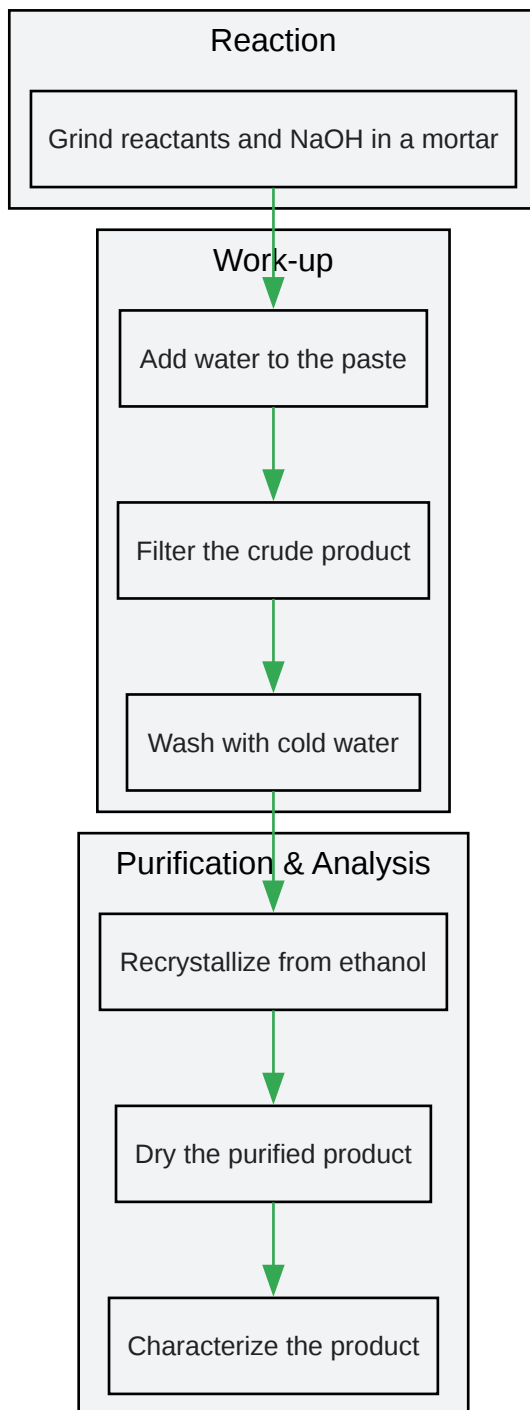 Reaction
Grind reactants and NaOH in a mortar
Work-up
Add water to the paste
Filter the crude product
Wash with cold water
Purification & Analysis
Recrystallize from ethanol
Dry the purified product
Characterize the product